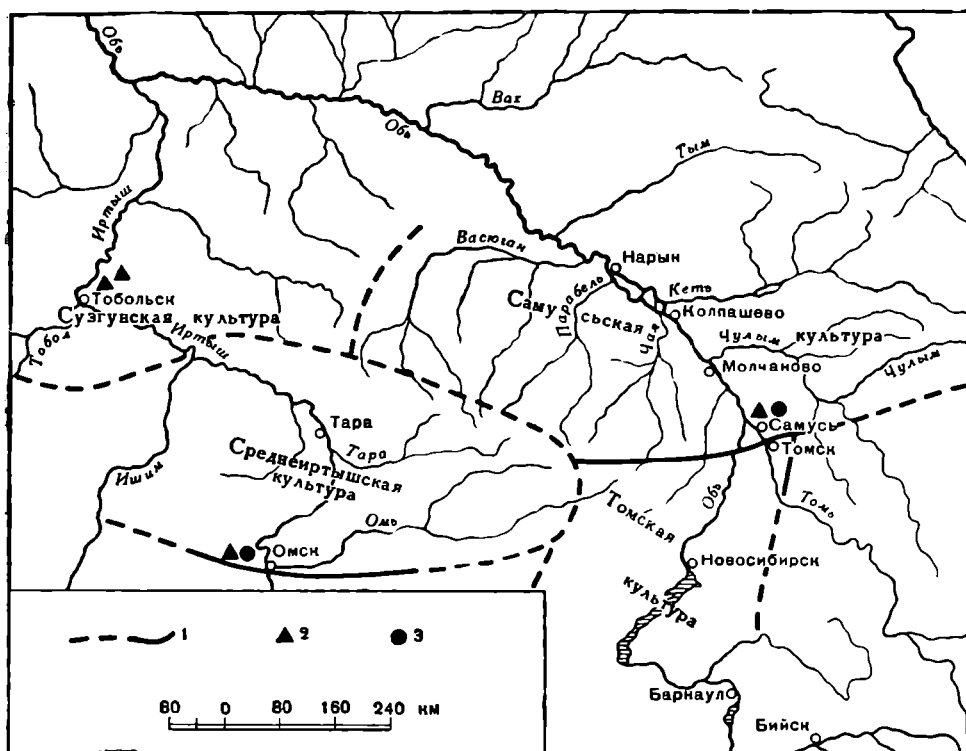 Обь
Вах
Обь
Тым
Иртыш
Васюган
Нарын
Парабель
Кеть
Тобольск
Самусьская
Колпашево
Сузгунская культура
Чая
Тобол
Иртыш
Чулым
культура
Молчаново
Чулым
Самусь
Тара
Томск
Тара
Среднеиртышская
культура
Ишим
Обь
Томь
Омь
Томская
Омск
Новосибирск
культура
1 2 3
Барнаул
80 0 80 160 240 км
Бийск